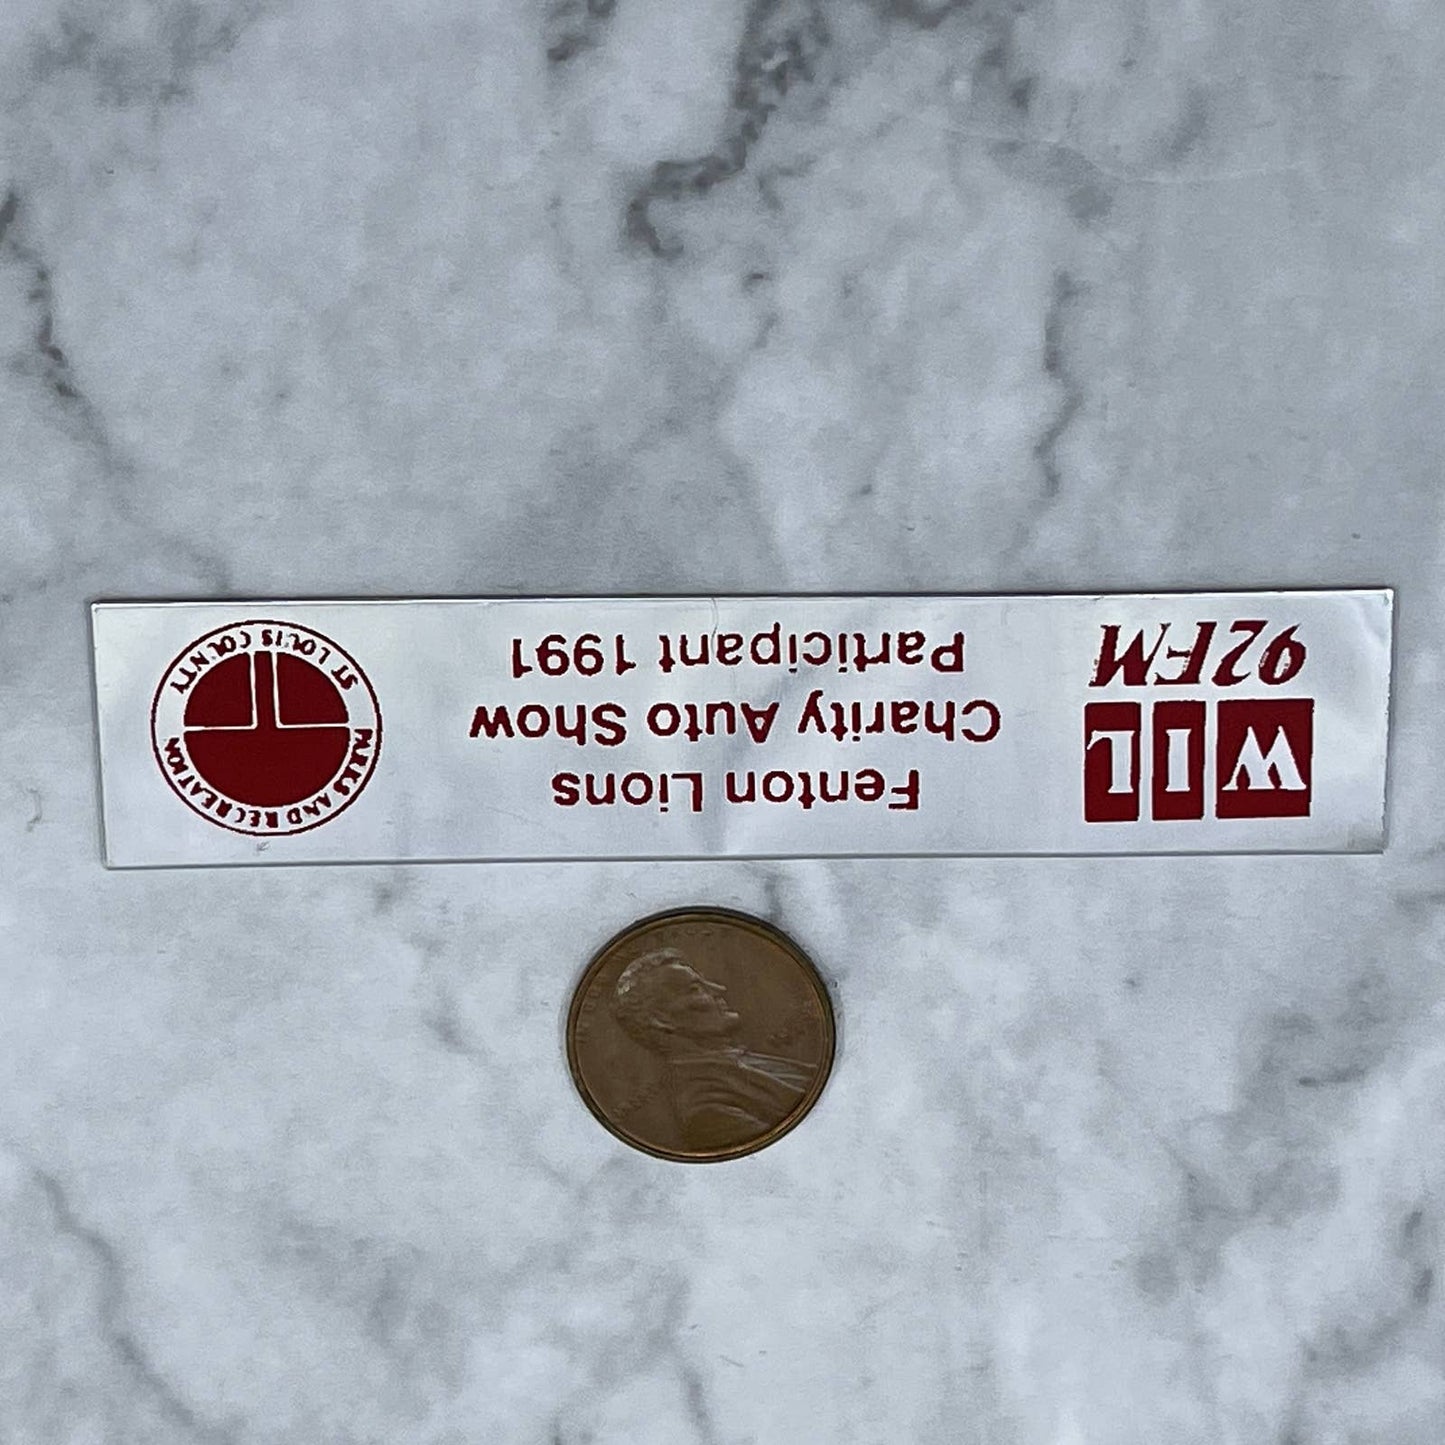 WIL
92FM
Fenton Lions
Charity Auto Show
Participant 1991
ST LOUIS COUNTY
PARKS AND RECREATION